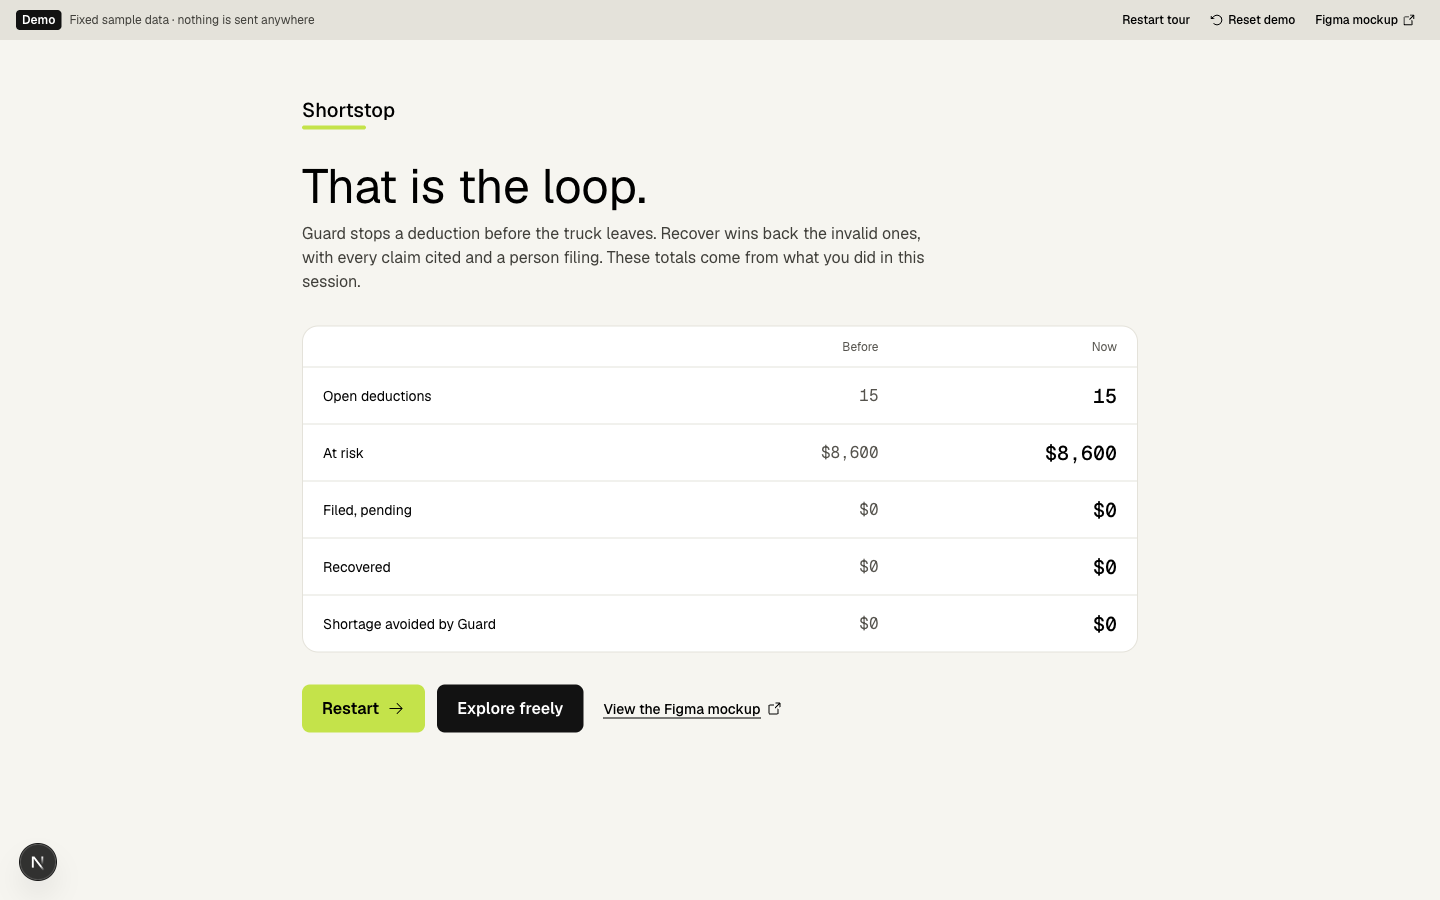 Demo Fixed sample data · nothing is sent anywhere Restart tour Reset demo Figma mockup
Shortstop
That is the loop.
Guard stops a deduction before the truck leaves. Recover wins back the invalid ones,
with every claim cited and a person filing. These totals come from what you did in this
session.
Before Now
Open deductions 15 15
At risk $8,600 $8,600
Filed, pending $0 $0
Recovered $0 $0
Shortage avoided by Guard $0 $0
Restart Explore freely View the Figma mockup
N